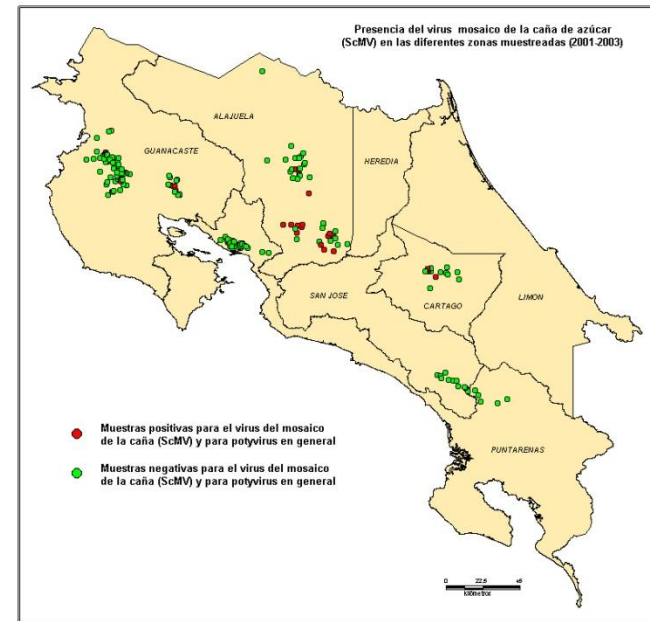 Presencia del virus mosaico de la caña de azúcar
(ScMV) en las diferentes zonas muestreadas (2001-2003)
ALAJUELA
GUANACASTE
HEREDIA
SAN JOSE
CARTAGO
LIMON
PUNTARENAS
Muestras positivas para el virus del mosaico
de la caña (ScMV) y para potyvirus en general
Muestras negativas para el virus del mosaico
de la caña (ScMV) y para potyvirus en general
0 22,5 45
kilómetros